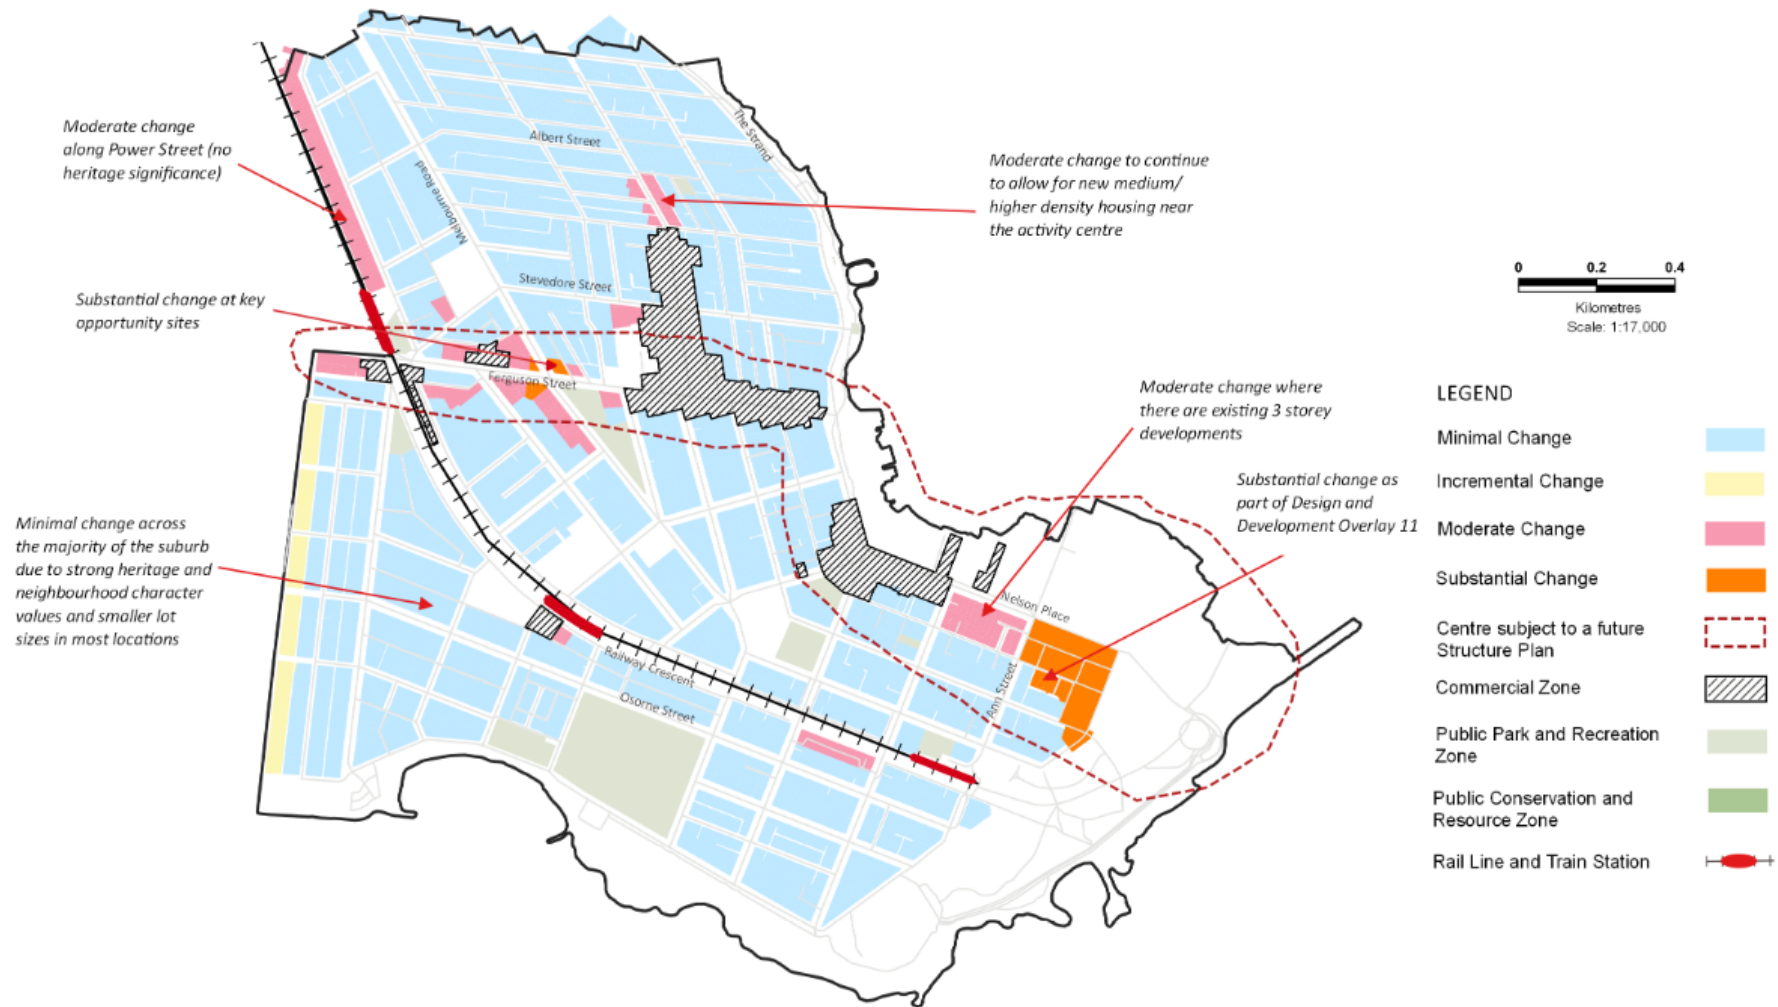 Moderate change
along Power Street (no
heritage significance)
Albert Street
The Strand
Melbourne Road
Moderate change to continue
to allow for new medium/
higher density housing near
the activity centre
Stevedore Street
Substantial change at key
opportunity sites
Ferguson Street
0 0.2 0.4
Kilometres
Scale: 1:17,000
Moderate change where
there are existing 3 storey
developments
Substantial change as
part of Design and
Development Overlay 11
Minimal change across
the majority of the suburb
due to strong heritage and
neighbourhood character
values and smaller lot
sizes in most locations
Nelson Place
Ann Street
Railway Crescent
Osorne Street
LEGEND
Minimal Change
Incremental Change
Moderate Change
Substantial Change
Centre subject to a future
Structure Plan
Commercial Zone
Public Park and Recreation
Zone
Public Conservation and
Resource Zone
Rail Line and Train Station